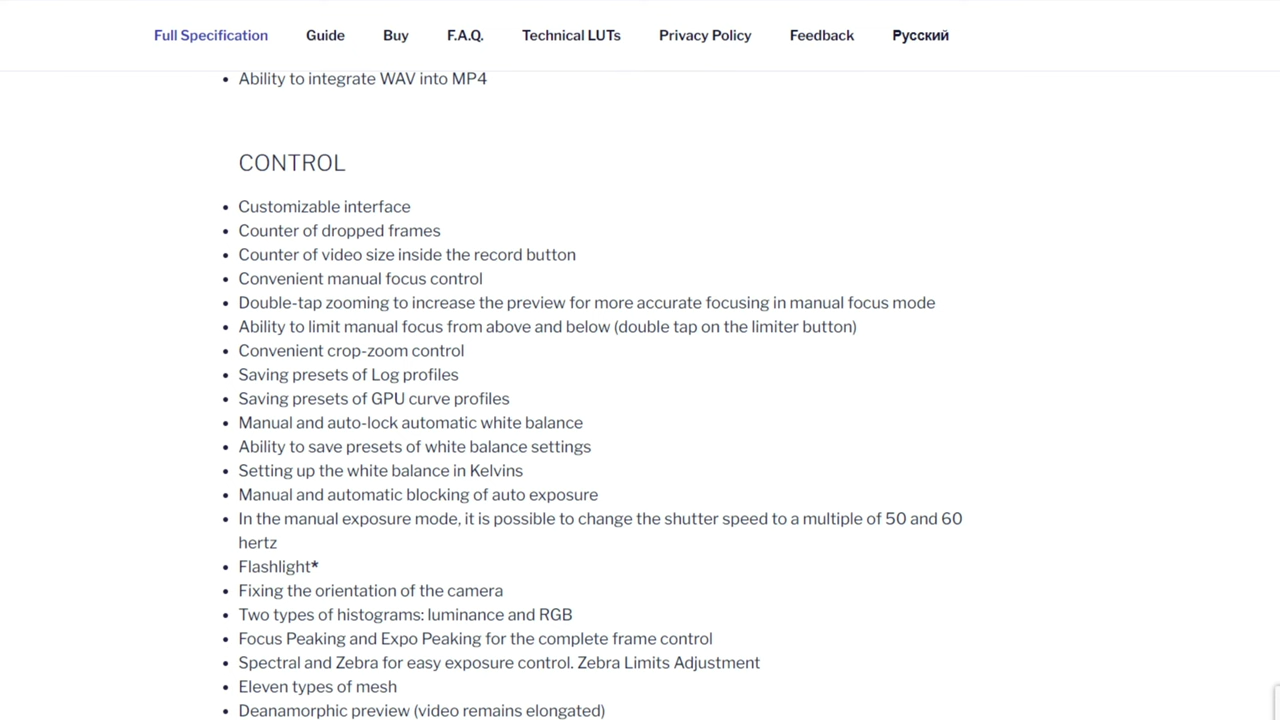 Full Specification Guide Buy F.A.Q. Technical LUTs Privacy Policy Feedback Русский
• Ability to integrate WAV into MP4
CONTROL
• Customizable interface
• Counter of dropped frames
• Counter of video size inside the record button
• Convenient manual focus control
• Double-tap zooming to increase the preview for more accurate focusing in manual focus mode
• Ability to limit manual focus from above and below (double tap on the limiter button)
• Convenient crop-zoom control
• Saving presets of Log profiles
• Saving presets of GPU curve profiles
• Manual and auto-lock automatic white balance
• Ability to save presets of white balance settings
• Setting up the white balance in Kelvins
• Manual and automatic blocking of auto exposure
• In the manual exposure mode, it is possible to change the shutter speed to a multiple of 50 and 60
hertz
• Flashlight*
• Fixing the orientation of the camera
• Two types of histograms: luminance and RGB
• Focus Peaking and Expo Peaking for the complete frame control
• Spectral and Zebra for easy exposure control. Zebra Limits Adjustment
• Eleven types of mesh
• Deanamorphic preview (video remains elongated)